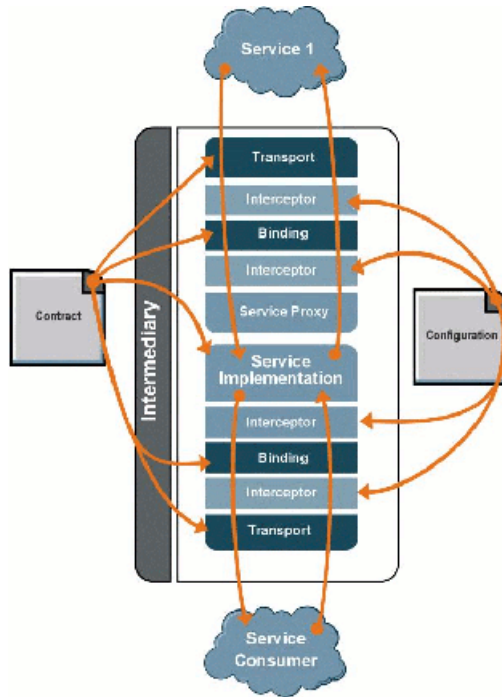 Service 1
Transport
Interceptor
Binding
Interceptor
Service Proxy
Contract
Intermediary
Configuration
Service
Implementation
Interceptor
Binding
Interceptor
Transport
Service
Consumer